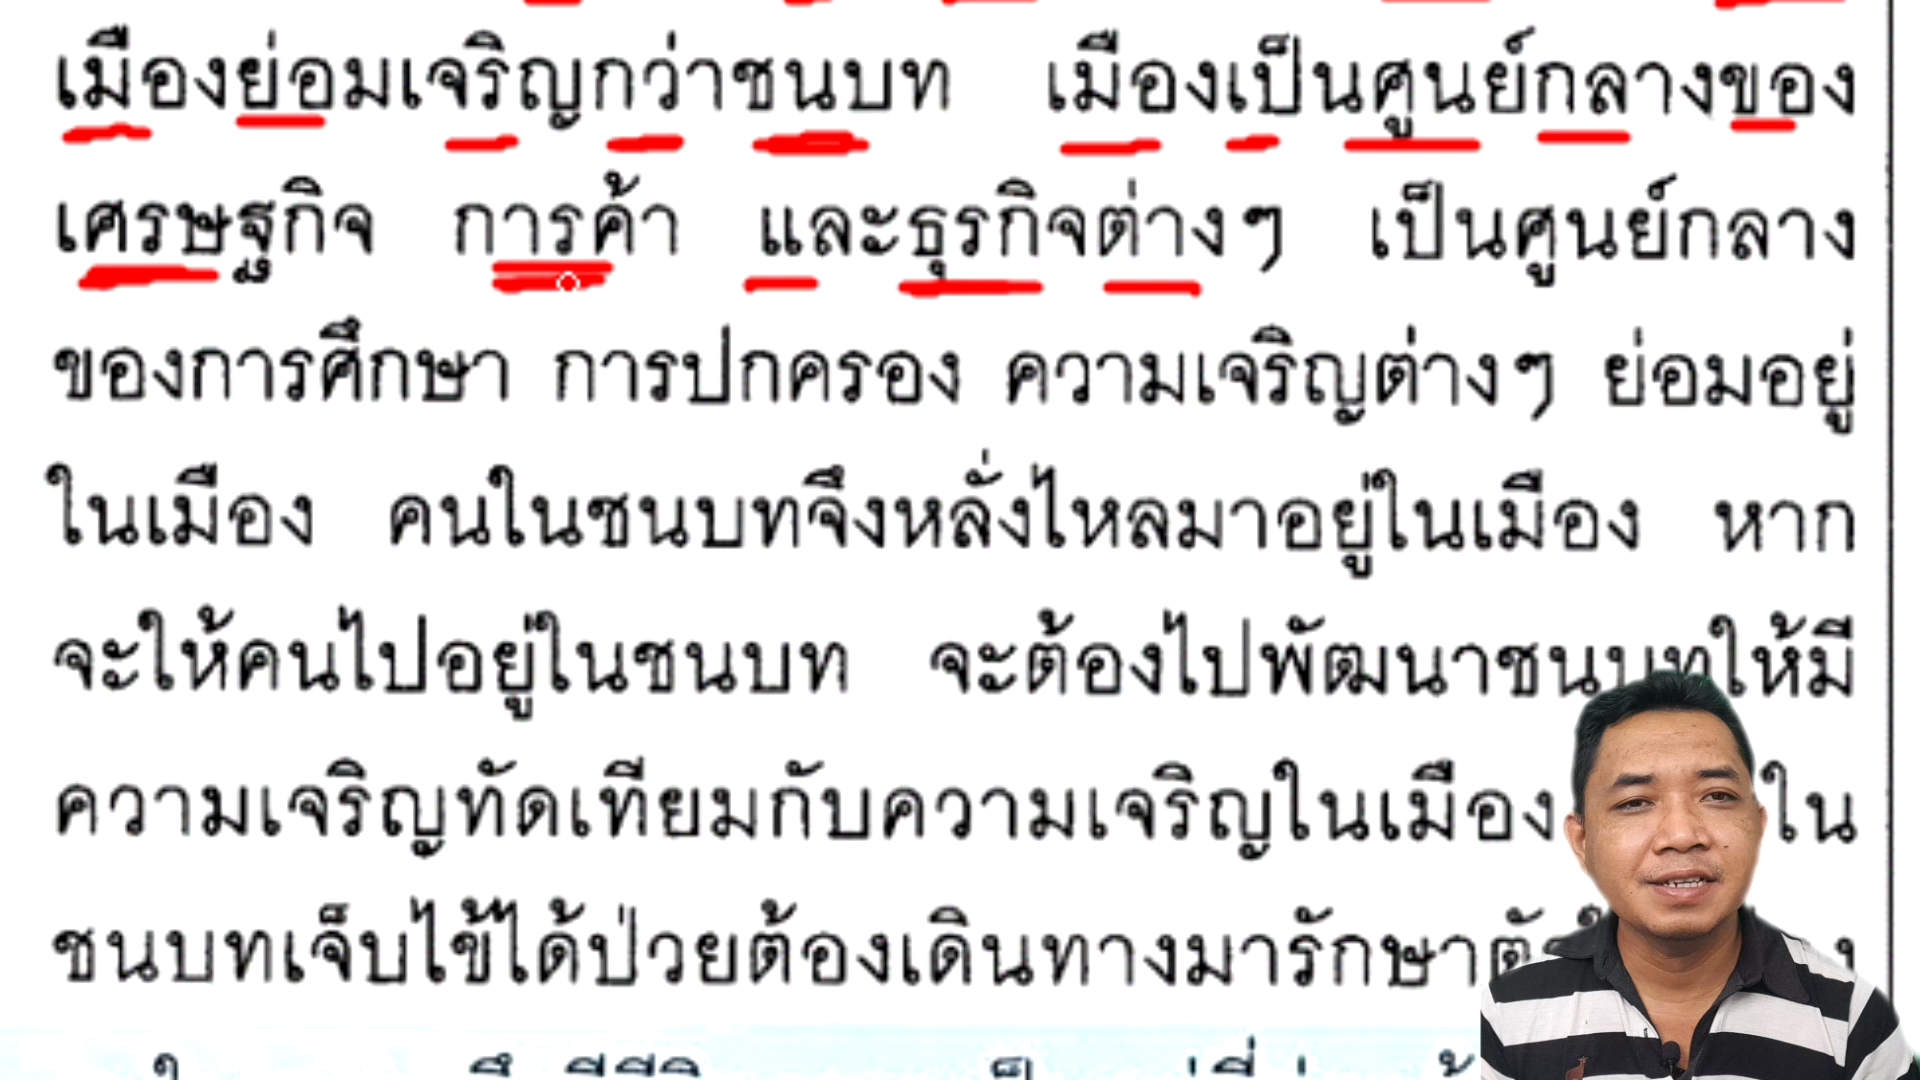 เมืองย่อมเจริญกว่าชนบท เมืองเป็นศูนย์กลางของ
เศรษฐกิจ การค้า และธุรกิจต่างๆ เป็นศูนย์กลาง
ของการศึกษา การปกครอง ความเจริญต่างๆ ย่อมอยู่
ในเมือง คนในชนบทจึงหลั่งไหลมาอยู่ในเมือง หาก
จะให้คนไปอยู่ในชนบท จะต้องไปพัฒนาชนบทให้มี
ความเจริญทัดเทียมกับความเจริญในเมือง ใน
ชนบทเจ็บไข้ได้ป่วยต้องเดินทางมารักษา